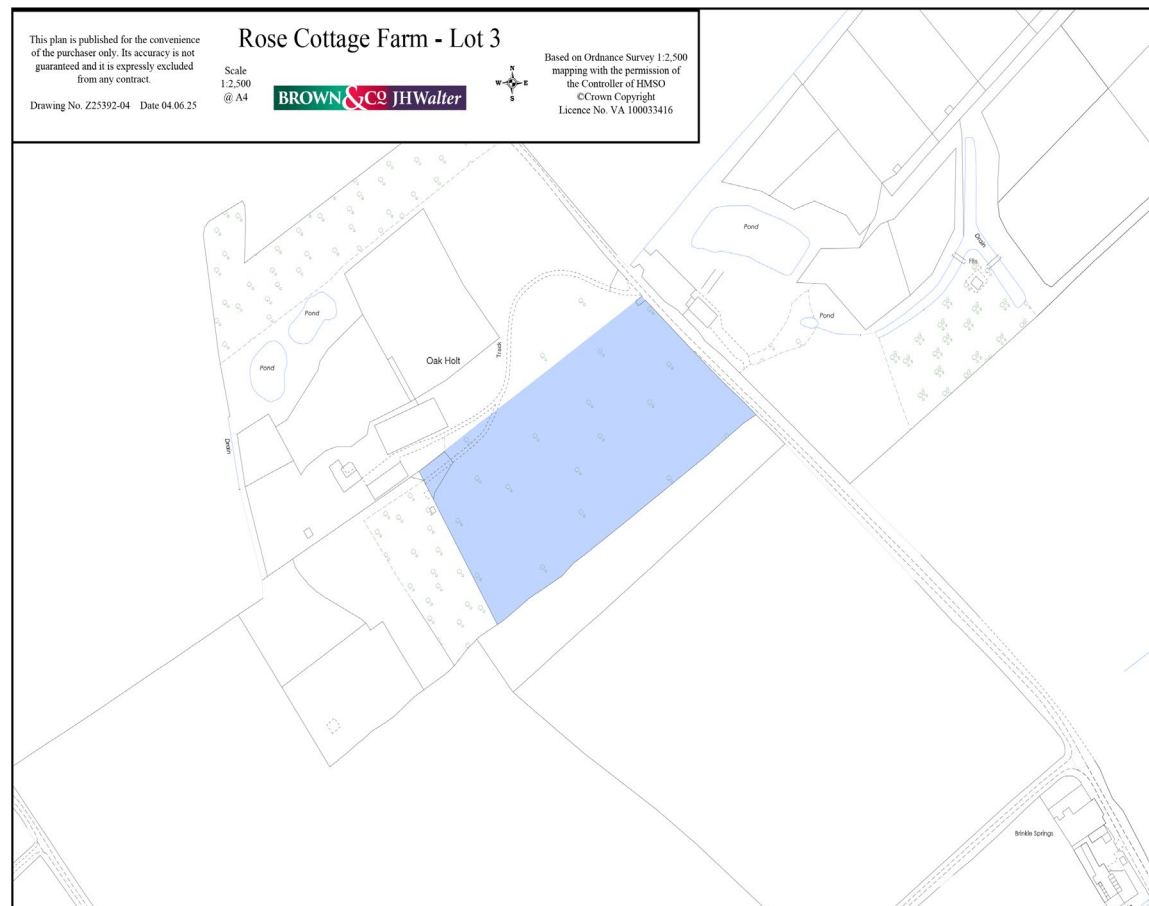 This plan is published for the convenience
of the purchaser only. Its accuracy is not
guaranteed and it is expressly excluded
from any contract.
Drawing No. Z25392-04 Date 04.06.25
Rose Cottage Farm - Lot 3
Scale
1:2,500
@ A4
BROWN&CO JHWalter
N
W E
S
Based on Ordnance Survey 1:2,500
mapping with the permission of
the Controller of HMSO
©Crown Copyright
Licence No. VA 100033416
Pond
Drain
FBs
Pond
Pond
Track
Oak Holt
Pond
Drain
Brinkle Springs